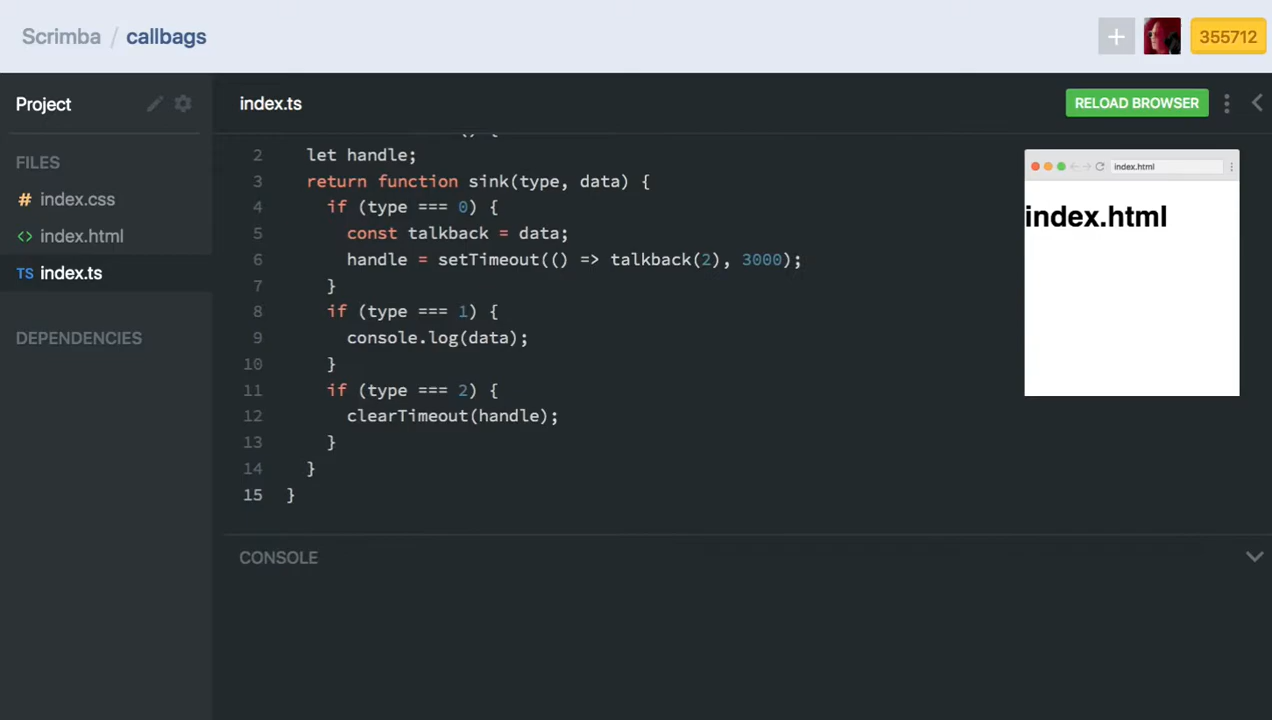 Scrimba / callbags
+
355712
Project
index.ts
RELOAD BROWSER
FILES
# index.css
<> index.html
TS index.ts
DEPENDENCIES
2 let handle;
3 return function sink(type, data) {
4 if (type === 0) {
5 const talkback = data;
6 handle = setTimeout(() => talkback(2), 3000);
7 }
8 if (type === 1) {
9 console.log(data);
10 }
11 if (type === 2) {
12 clearTimeout(handle);
13 }
14 }
15 }
index.html
index.html
CONSOLE